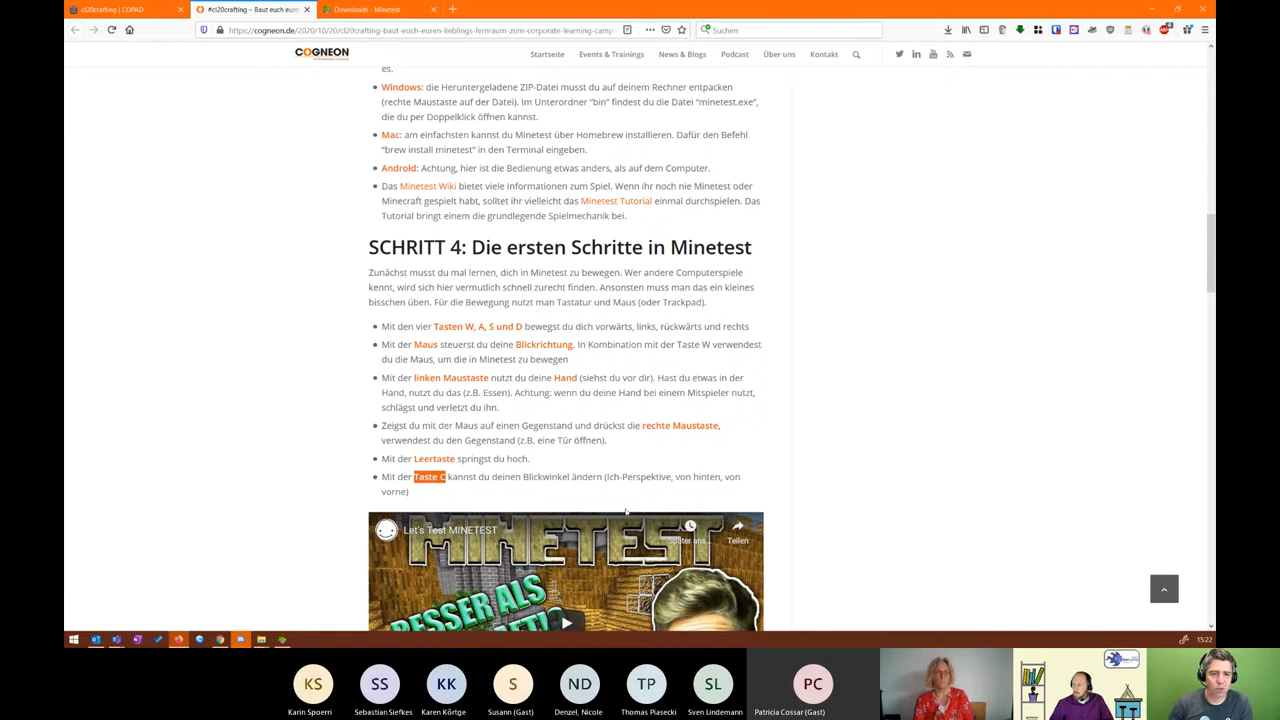 cl20crafting | COPAD
#cl20crafting – Baut euch eure
Downloads - Minetest
https://cogneon.de/2020/10/20/cl20crafting-baut-euch-euren-lieblings-lernraum-zum-corporate-learning-camp
Suchen
COGNEON
Startseite
Events & Trainings
News & Blogs
Podcast
Über uns
Kontakt
es.
Windows: die Heruntergeladene ZIP-Datei musst du auf deinem Rechner entpacken
(rechte Maustaste auf der Datei). Im Unterordner “bin” findest du die Datei “minetest.exe”,
die du per Doppelklick öffnen kannst.
Mac: am einfachsten kannst du Minetest über Homebrew installieren. Dafür den Befehl
“brew install minetest” in den Terminal eingeben.
Android: Achtung, hier ist die Bedienung etwas anders, als auf dem Computer.
Das Minetest Wiki bietet viele Informationen zum Spiel. Wenn ihr noch nie Minetest oder
Minecraft gespielt habt, solltet ihr vielleicht das Minetest Tutorial einmal durchspielen. Das
Tutorial bringt einem die grundlegende Spielmechanik bei.
SCHRITT 4: Die ersten Schritte in Minetest
Zunächst musst du mal lernen, dich in Minetest zu bewegen. Wer andere Computerspiele
kennt, wird sich hier vermutlich schnell zurecht finden. Ansonsten muss man das ein kleines
bisschen üben. Für die Bewegung nutzt man Tastatur und Maus (oder Trackpad).
Mit den vier Tasten W, A, S und D bewegst du dich vorwärts, links, rückwärts und rechts
Mit der Maus steuerst du deine Blickrichtung. In Kombination mit der Taste W verwendest
du die Maus, um die in Minetest zu bewegen
Mit der linken Maustaste nutzt du deine Hand (siehst du vor dir). Hast du etwas in der
Hand, nutzt du das (z.B. Essen). Achtung: wenn du deine Hand bei einem Mitspieler nutzt,
schlägst und verletzt du ihn.
Zeigst du mit der Maus auf einen Gegenstand und drückst die rechte Maustaste,
verwendest du den Gegenstand (z.B. eine Tür öffnen).
Mit der Leertaste springst du hoch.
Mit der Taste C kannst du deinen Blickwinkel ändern (Ich-Perspektive, von hinten, von
vorne)
Let's Test MINETEST
MINETEST
Später ans...
Teilen
BESSER ALS
15:22
KS
SS
KK
S
ND
TP
SL
PC
Karin Spoerri
Sebastian Siefkes
Karen Körtge
Susann (Gast)
Denzel, Nicole
Thomas Piasecki
Sven Lindemann
Patricia Cossar (Gast)